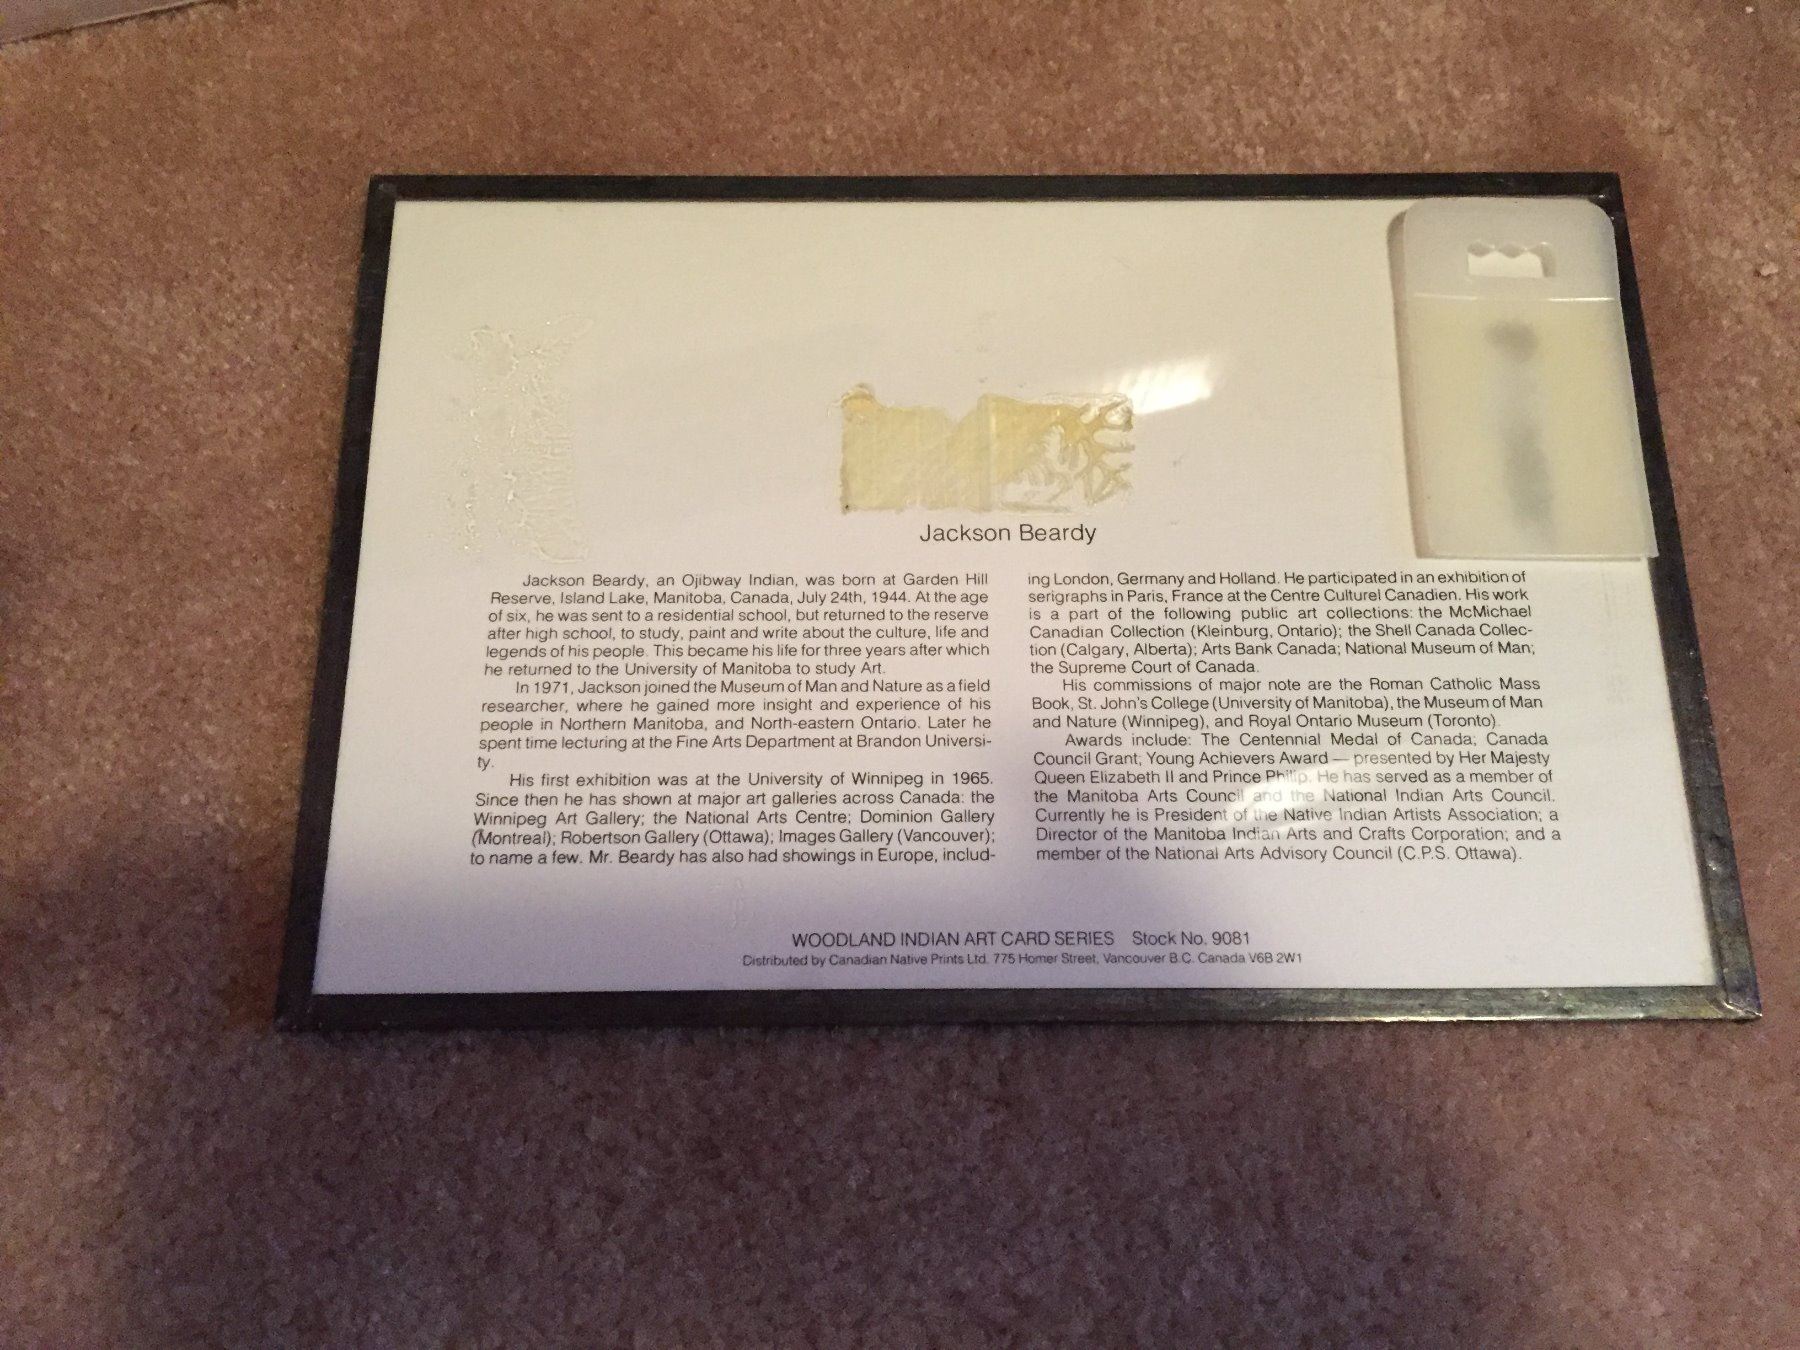 Jackson Beardy
Jackson Beardy, an Ojibway Indian, was born at Garden Hill
Reserve, Island Lake, Manitoba, Canada, July 24th, 1944. At the age
of six, he was sent to a residential school, but returned to the reserve
after high school, to study, paint and write about the culture, life and
legends of his people. This became his life for three years after which
he returned to the University of Manitoba to study Art.
In 1971, Jackson joined the Museum of Man and Nature as a field
researcher, where he gained more insight and experience of his
people in Northern Manitoba, and North-eastern Ontario. Later he
spent time lecturing at the Fine Arts Department at Brandon Universi-
ty.
His first exhibition was at the University of Winnipeg in 1965.
Since then he has shown at major art galleries across Canada: the
Winnipeg Art Gallery; the National Arts Centre; Dominion Gallery
(Montreal); Robertson Gallery (Ottawa); Images Gallery (Vancouver);
to name a few. Mr. Beardy has also had showings in Europe, includ-
ing London, Germany and Holland. He participated in an exhibition of
serigraphs in Paris, France at the Centre Culturel Canadien. His work
is a part of the following public art collections: the McMichael
Canadian Collection (Kleinburg, Ontario); the Shell Canada Collec-
tion (Calgary, Alberta); Arts Bank Canada; National Museum of Man;
the Supreme Court of Canada.
His commissions of major note are the Roman Catholic Mass
Book, St. John's College (University of Manitoba), the Museum of Man
and Nature (Winnipeg), and Royal Ontario Museum (Toronto).
Awards include: The Centennial Medal of Canada; Canada
Council Grant; Young Achievers Award — presented by Her Majesty
Queen Elizabeth II and Prince Philip. He has served as a member of
the Manitoba Arts Council and the National Indian Arts Council.
Currently he is President of the Native Indian Artists Association; a
Director of the Manitoba Indian Arts and Crafts Corporation; and a
member of the National Arts Advisory Council (C.P.S. Ottawa).
WOODLAND INDIAN ART CARD SERIES Stock No. 9081
Distributed by Canadian Native Prints Ltd. 775 Homer Street, Vancouver B.C. Canada V6B 2W1